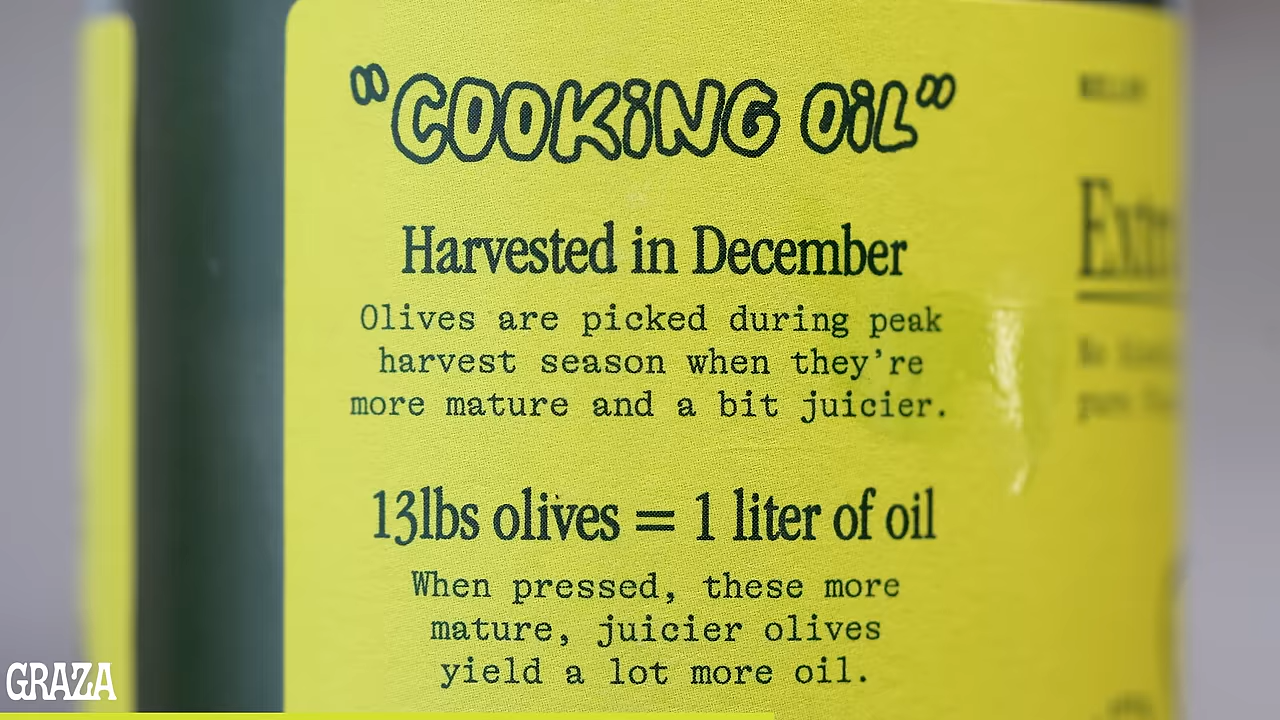 "COOKiNG OiL"
Harvested in December
Olives are picked during peak
harvest season when they're
more mature and a bit juicier.
13lbs olives = 1 liter of oil
When pressed, these more
mature, juicier olives
yield a lot more oil.
GRAZA